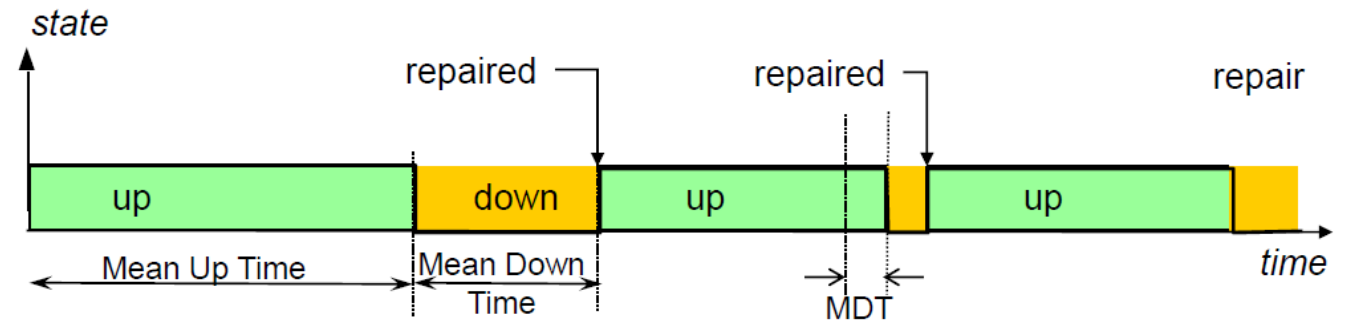 state
repaired
repaired
repair
up
down
up
up
Mean Up Time
Mean Down
Time
MDT
time